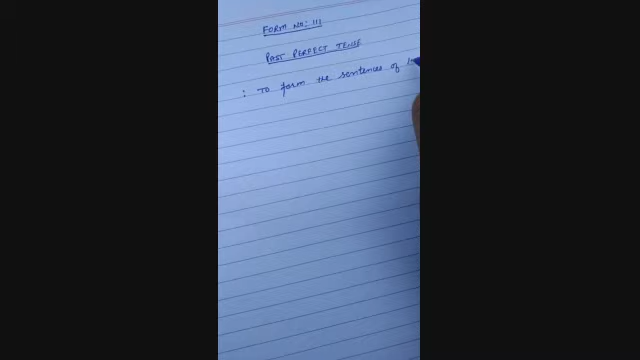 FORM NO: 111
PAST PERFECT TENSE
: To form the sentences of